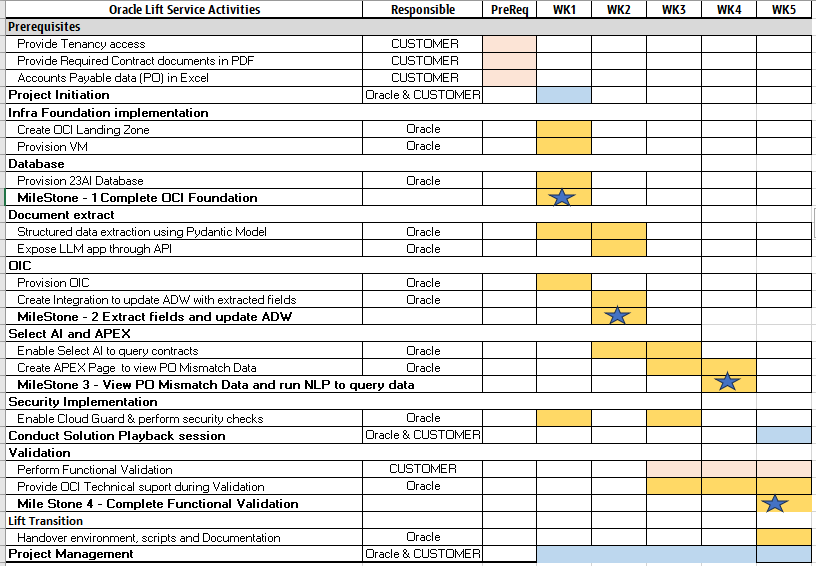 Oracle Lift Service Activities Responsible PreReq WK1 WK2 WK3 WK4 WK5
Prerequisites
Provide Tenancy access CUSTOMER
Provide Required Contract documents in PDF CUSTOMER
Accounts Payable data (PO) in Excel CUSTOMER
Project Initiation Oracle & CUSTOMER
Infra Foundation implementation
Create OCI Landing Zone Oracle
Provision VM Oracle
Database
Provision 23AI Database Oracle
MileStone - 1 Complete OCI Foundation
Document extract
Structured data extraction using Pydantic Model Oracle
Expose LLM app through API Oracle
OIC
Provision OIC Oracle
Create Integration to update ADW with extracted fields Oracle
MileStone - 2 Extract fields and update ADW
Select AI and APEX
Enable Select AI to query contracts Oracle
Create APEX Page to view PO Mismatch Data Oracle
MileStone 3 - View PO Mismatch Data and run NLP to query data
Security Implementation
Enable Cloud Guard & perform security checks Oracle
Conduct Solution Playback session Oracle & CUSTOMER
Validation
Perform Functional Validation CUSTOMER
Provide OCI Technical suport during Validation Oracle
Mile Stone 4 - Complete Functional Validation
Lift Transition
Handover environment, scripts and Documentation Oracle
Project Management Oracle & CUSTOMER